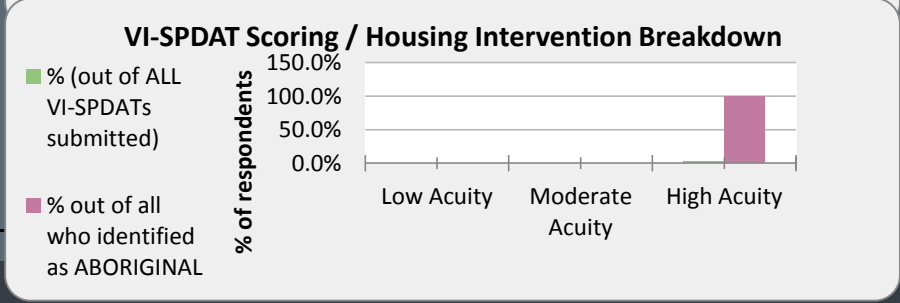 VI-SPDAT Scoring / Housing Intervention Breakdown
% (out of ALL
VI-SPDATs
submitted)
% out of all
who identified
as ABORIGINAL
% of respondents
150.0%
100.0%
50.0%
0.0%
Low Acuity
Moderate
Acuity
High Acuity